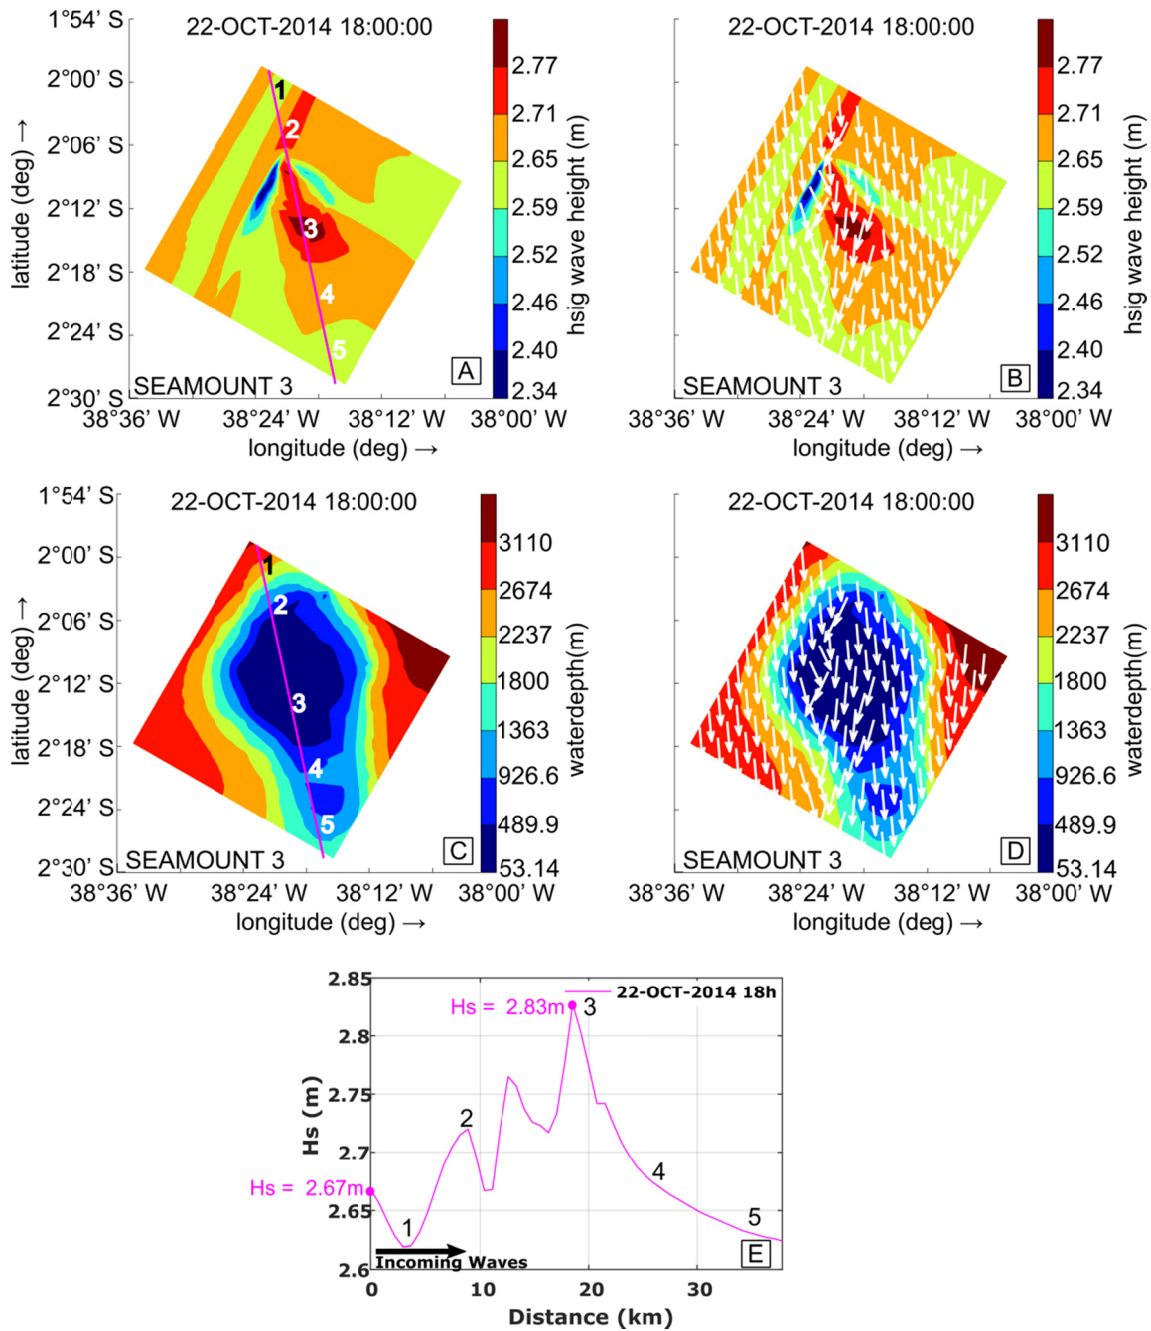 22-OCT-2014 18:00:00
1°54' S
2°00' S
2°06' S
2°12' S
2°18' S
2°24' S
2°30' S
latitude (deg) →
1
2
3
4
5
SEAMOUNT 3
A
38°36' W
38°24' W
38°12' W
38°00' W
longitude (deg) →
2.77
2.71
2.65
2.59
2.52
2.46
2.40
2.34
hsig wave height (m)
22-OCT-2014 18:00:00
SEAMOUNT 3
B
38°36' W
38°24' W
38°12' W
38°00' W
longitude (deg) →
2.77
2.71
2.65
2.59
2.52
2.46
2.40
2.34
hsig wave height (m)
22-OCT-2014 18:00:00
1°54' S
2°00' S
2°06' S
2°12' S
2°18' S
2°24' S
2°30' S
latitude (deg) →
1
2
3
4
5
SEAMOUNT 3
C
38°36' W
38°24' W
38°12' W
38°00' W
longitude (deg) →
3110
2674
2237
1800
1363
926.6
489.9
53.14
waterdepth(m)
22-OCT-2014 18:00:00
SEAMOUNT 3
D
38°36' W
38°24' W
38°12' W
38°00' W
longitude (deg) →
3110
2674
2237
1800
1363
926.6
489.9
53.14
waterdepth(m)
2.85
2.8
2.75
2.7
2.65
2.6
Hs (m)
22-OCT-2014 18h
Hs = 2.83m
3
2
Hs = 2.67m
1
4
5
Incoming Waves
E
0
10
20
30
Distance (km)